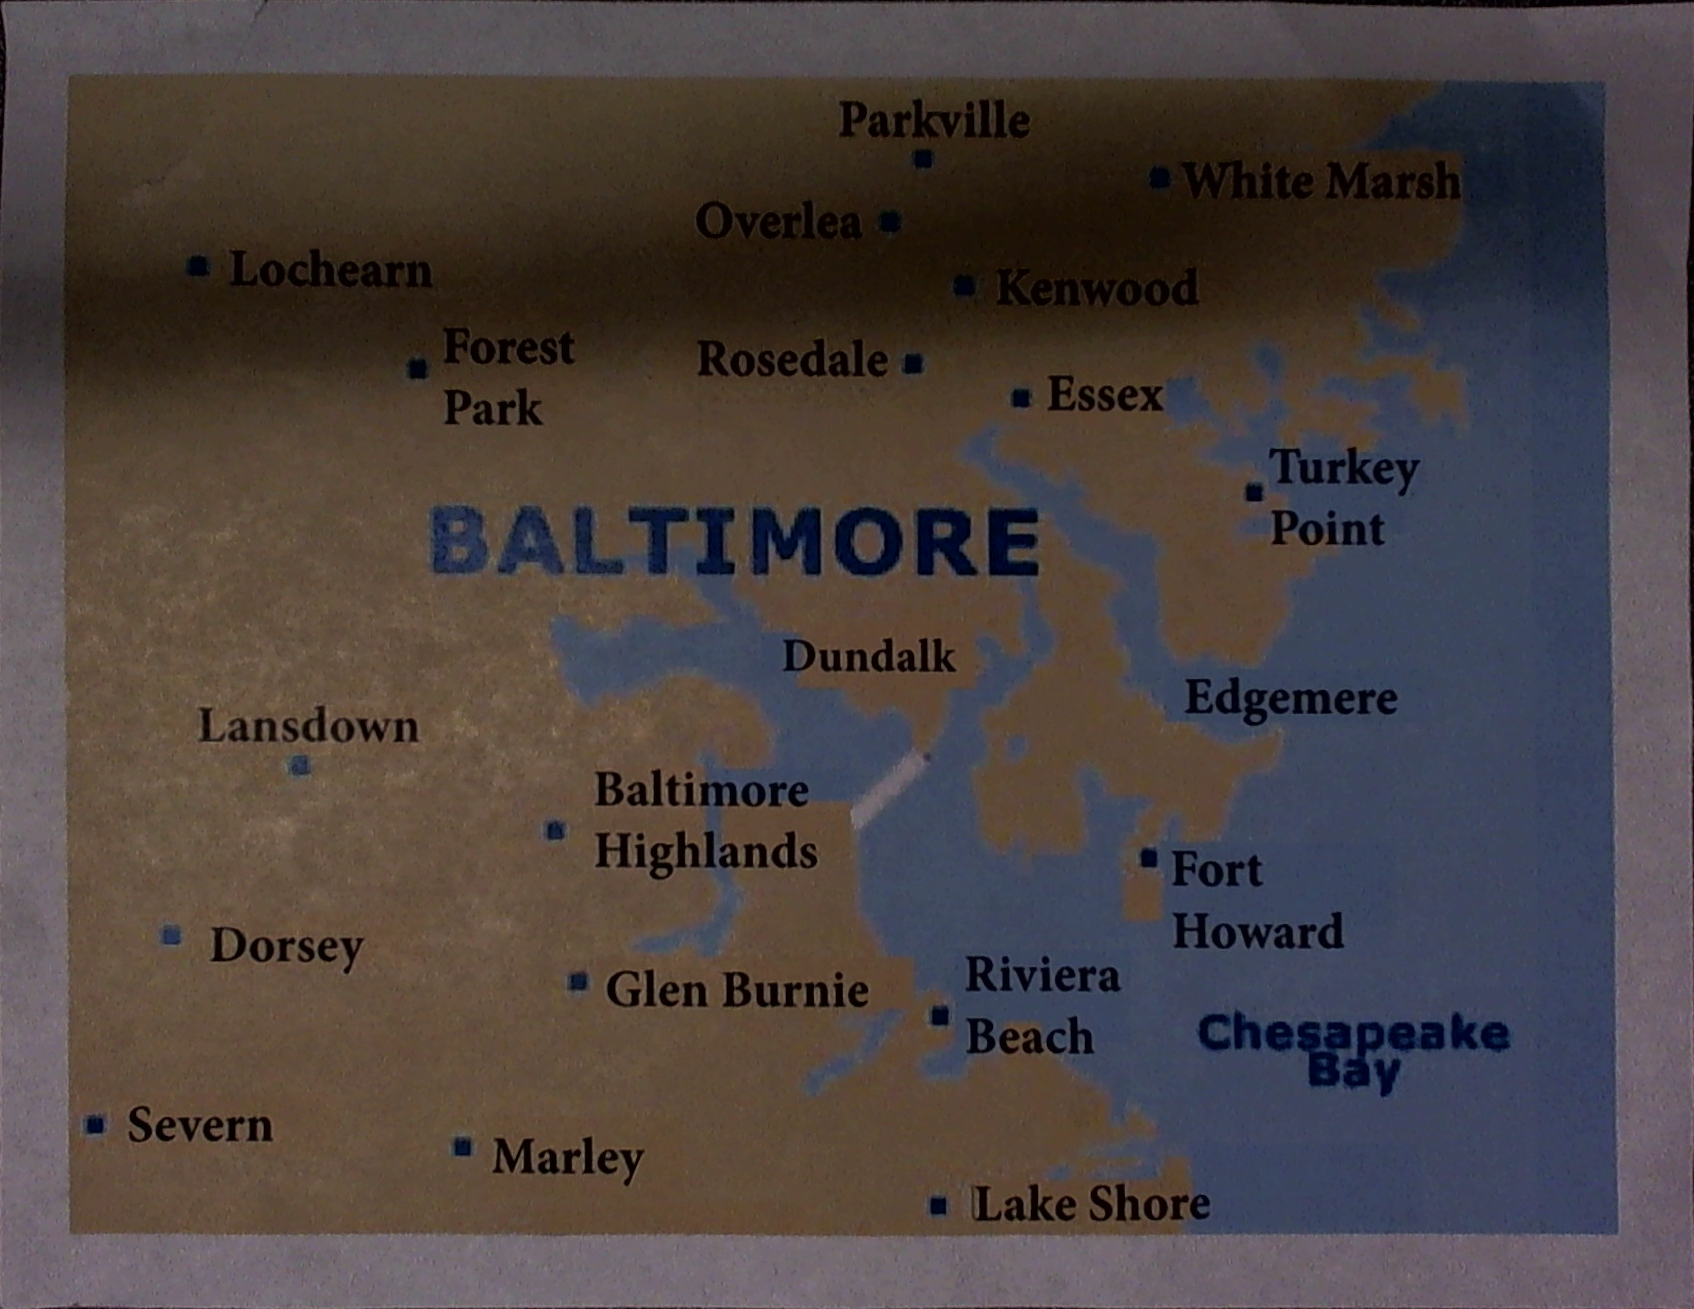 Parkville
White Marsh
Overlea
Lochearn
Kenwood
Forest
Park
Rosedale
Essex
Turkey
Point
BALTIMORE
Dundalk
Edgemere
Lansdown
Baltimore
Highlands
Fort
Howard
Dorsey
Glen Burnie
Riviera
Beach
Chesapeake
Bay
Severn
Marley
Lake Shore